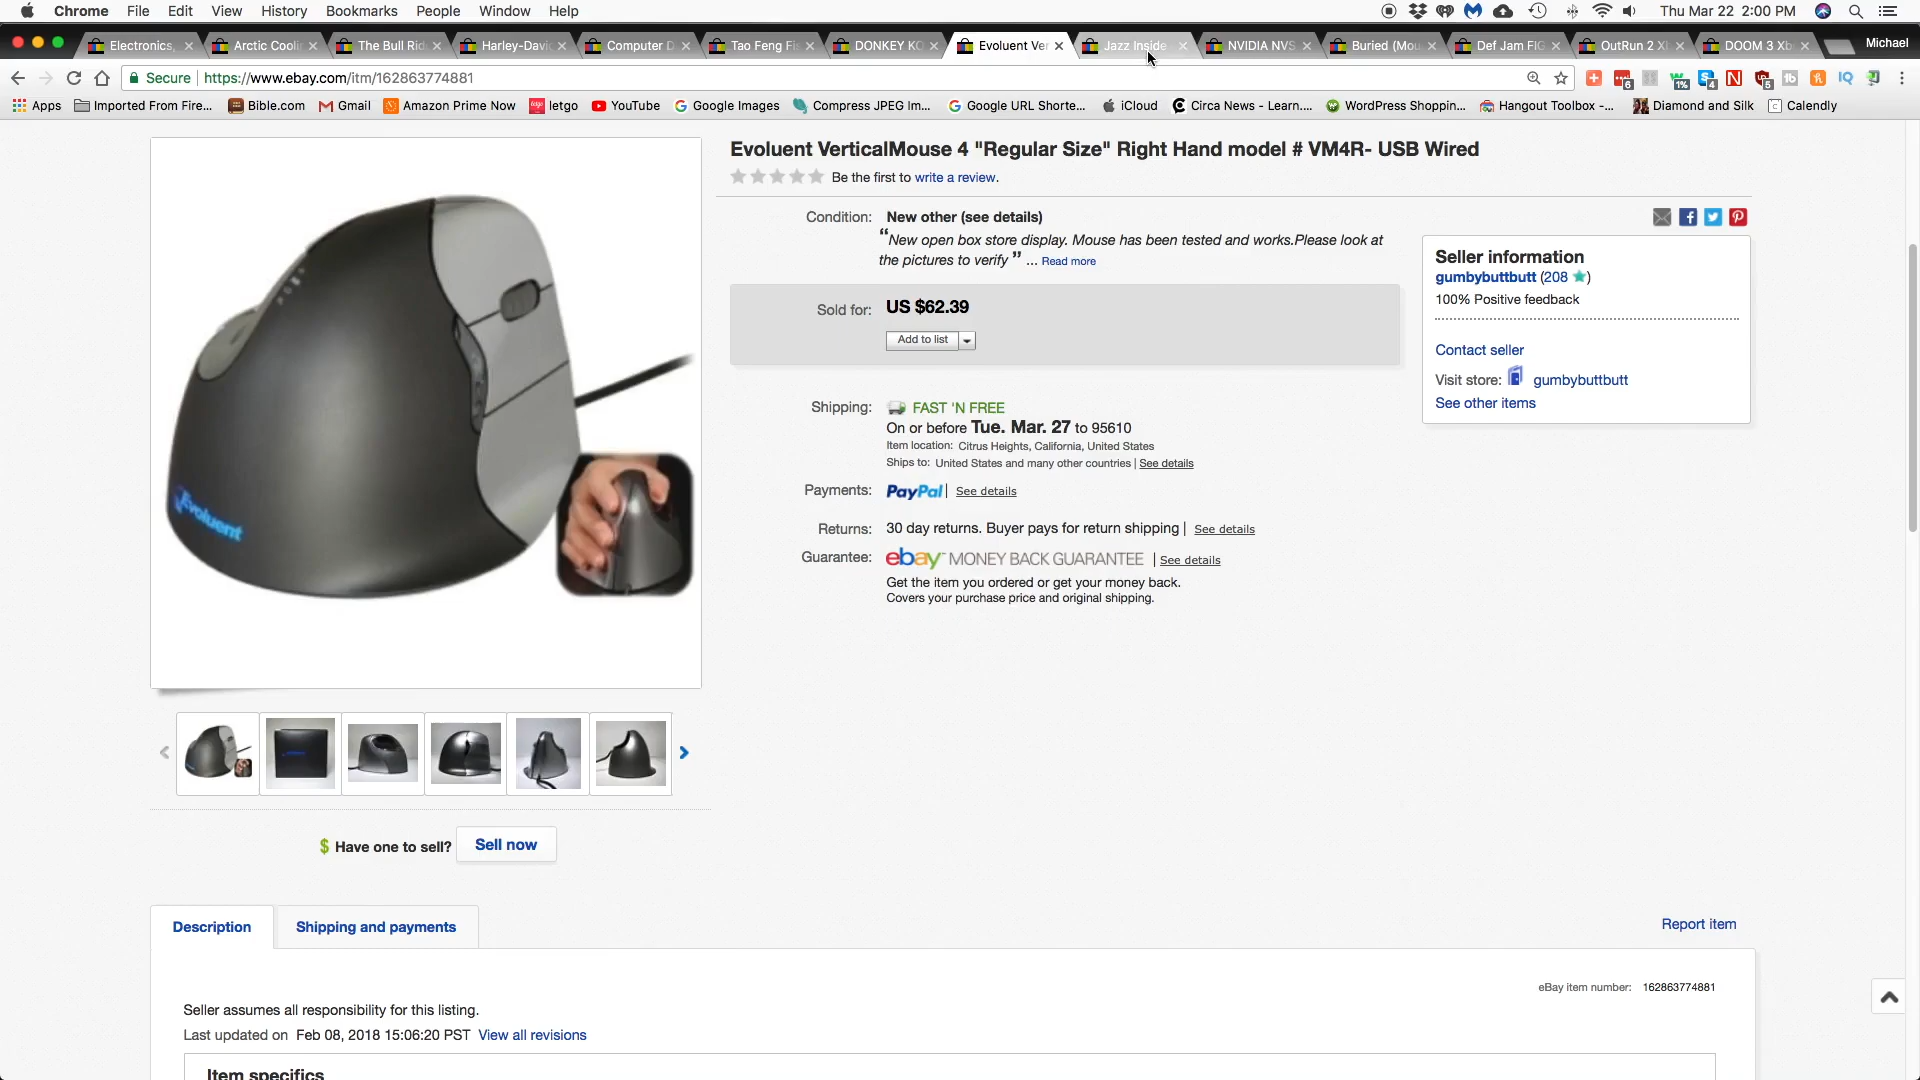 Chrome File Edit View History Bookmarks People Window Help Thu Mar 22 2:00 PM
Electronics, Arctic Cooli The Bull Rid Harley-Davi Computer D Tao Feng Fi DONKEY KO Evoluent Ver Jazz Inside NVIDIA NVS Buried (Mou Def Jam FIG OutRun 2 X DOOM 3 Xb Michael
Secure https://www.ebay.com/itm/162863774881
Apps Imported From Fire... Bible.com Gmail Amazon Prime Now letgo YouTube Google Images Compress JPEG Im... Google URL Shorte... iCloud Circa News - Learn.... WordPress Shoppin... Hangout Toolbox -... Diamond and Silk Calendly
Evoluent VerticalMouse 4 "Regular Size" Right Hand model # VM4R- USB Wired
Be the first to write a review.
Condition: New other (see details)
“New open box store display. Mouse has been tested and works.Please look at
the pictures to verify ” ... Read more
Sold for: US $62.39
Add to list
Shipping: FAST 'N FREE
On or before Tue. Mar. 27 to 95610
Item location: Citrus Heights, California, United States
Ships to: United States and many other countries | See details
Payments: PayPal | See details
Returns: 30 day returns. Buyer pays for return shipping | See details
Guarantee: ebay MONEY BACK GUARANTEE | See details
Get the item you ordered or get your money back.
Covers your purchase price and original shipping.
Seller information
gumbybuttbutt (208)
100% Positive feedback
Contact seller
Visit store: gumbybuttbutt
See other items
Evoluent
$ Have one to sell? Sell now
Description Shipping and payments Report item
eBay item number: 162863774881
Seller assumes all responsibility for this listing.
Last updated on Feb 08, 2018 15:06:20 PST View all revisions
Item specifics